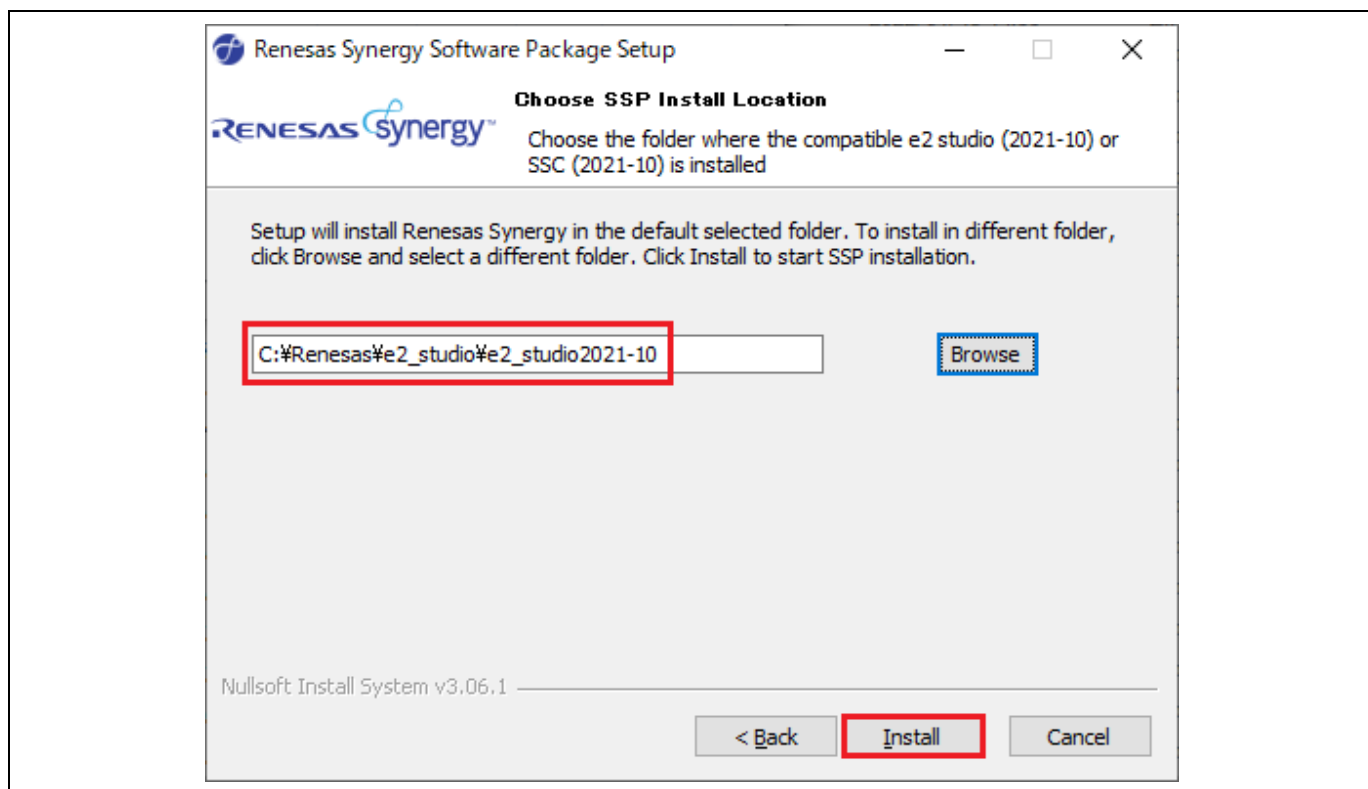 Renesas Synergy Software Package Setup
RENESAS synergy™
Choose SSP Install Location
Choose the folder where the compatible e2 studio (2021-10) or
SSC (2021-10) is installed
Setup will install Renesas Synergy in the default selected folder. To install in different folder,
click Browse and select a different folder. Click Install to start SSP installation.
C:¥Renesas¥e2_studio¥e2_studio2021-10
Browse
Nullsoft Install System v3.06.1
< Back
Install
Cancel